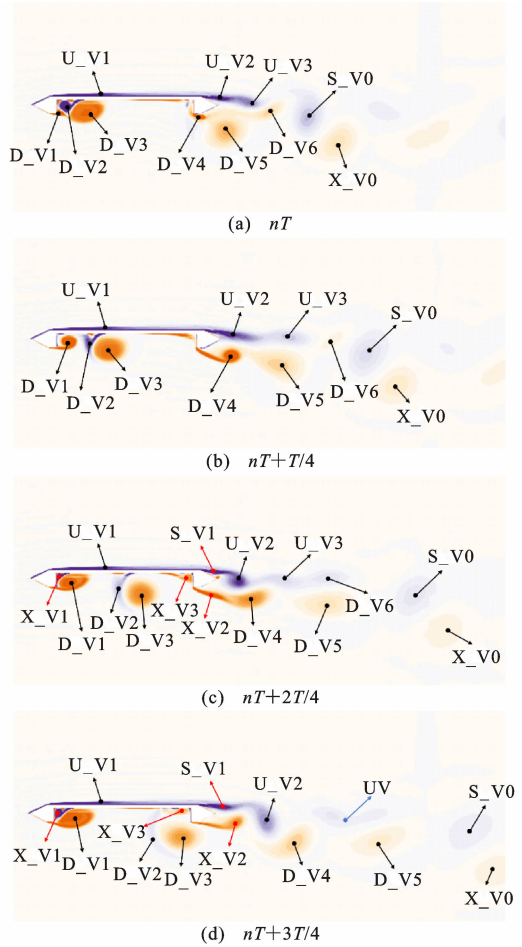 U_V1
U_V2
U_V3
S_V0
D_V1
D_V2
D_V3
D_V4
D_V5
D_V6
X_V0
(a) nT
U_V1
U_V2
U_V3
S_V0
D_V1
D_V2
D_V3
D_V4
D_V5
D_V6
X_V0
(b) nT+T/4
U_V1
S_V1
U_V2
U_V3
S_V0
X_V1
D_V1
D_V2
D_V3
X_V3
X_V2
D_V4
D_V5
D_V6
X_V0
(c) nT+2T/4
U_V1
S_V1
U_V2
UV
S_V0
X_V1
D_V1
X_V3
D_V2
D_V3
X_V2
D_V4
D_V5
X_V0
(d) nT+3T/4